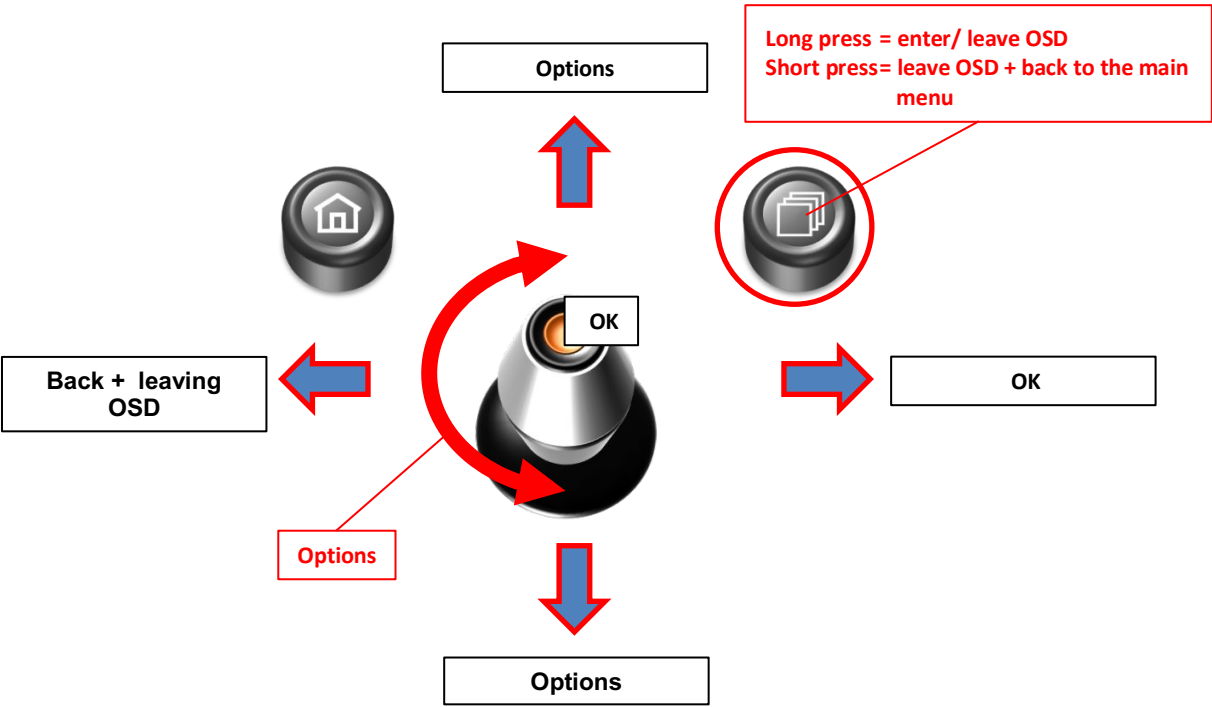 Options
Long press = enter/ leave OSD
Short press= leave OSD + back to the main
menu
OK
Back + leaving
OSD
OK
Options
Options